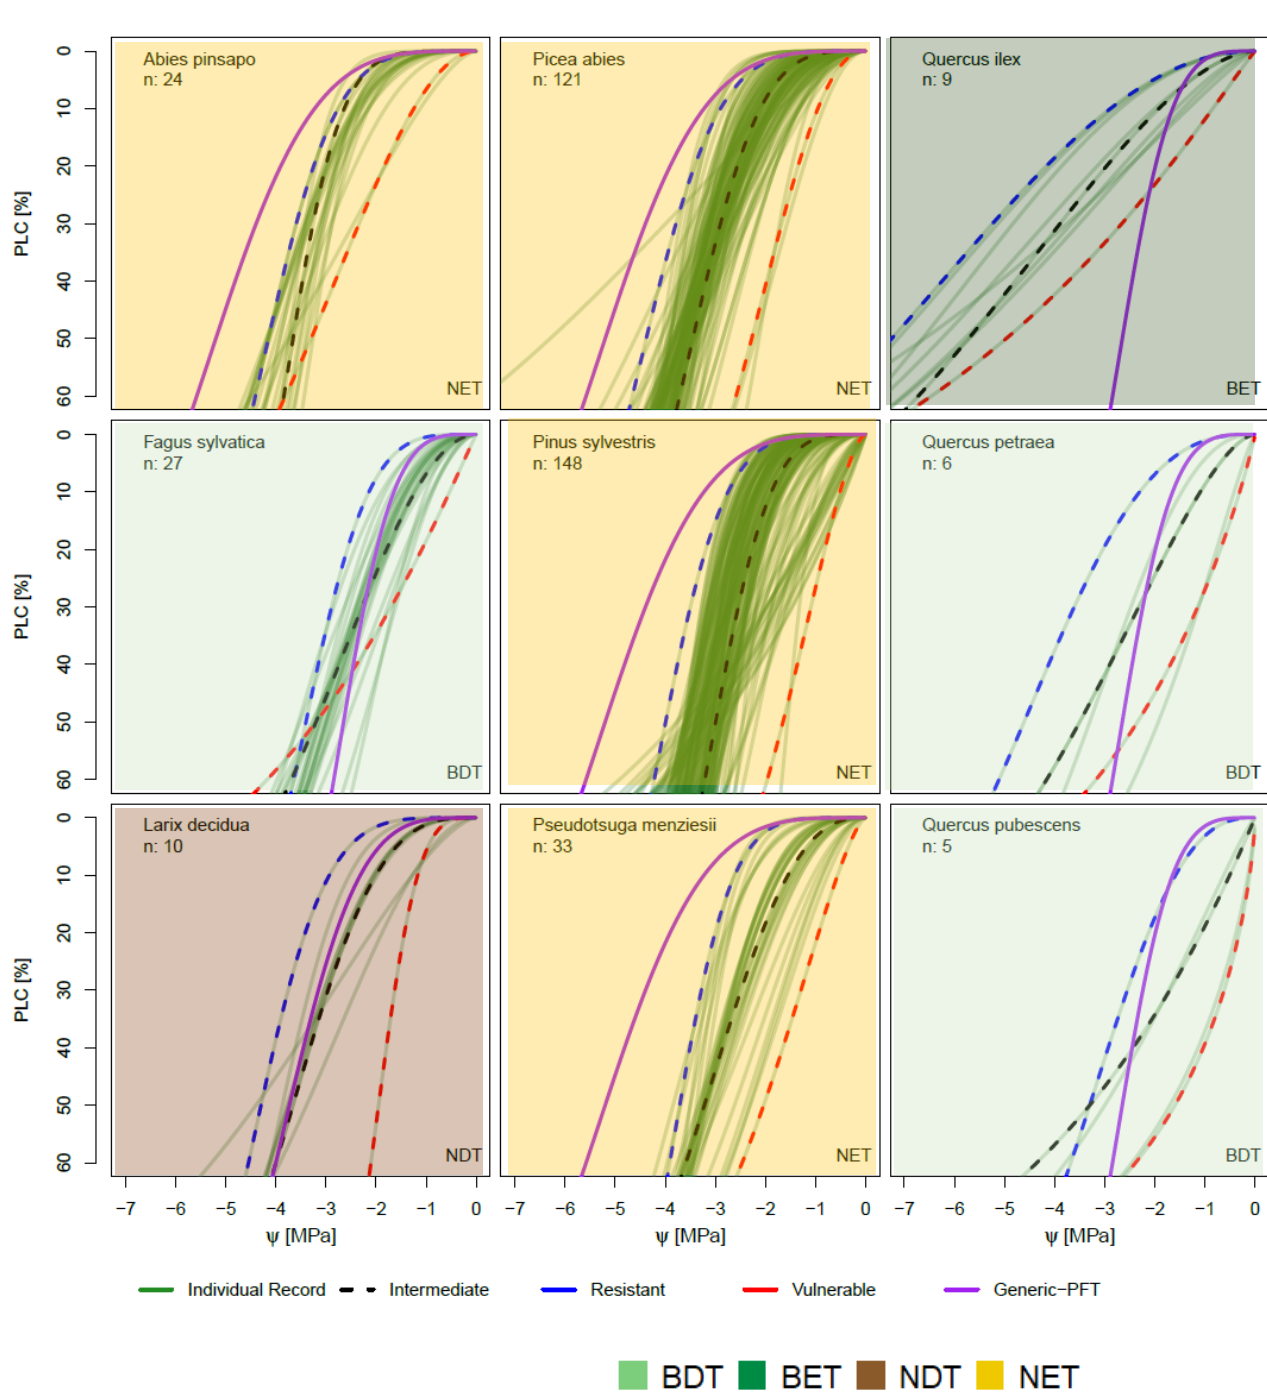 Abies pinsapo
n: 24
NET
Picea abies
n: 121
NET
Quercus ilex
n: 9
BET
PLC [%]
0
10
20
30
40
50
60
Fagus sylvatica
n: 27
BDT
Pinus sylvestris
n: 148
NET
Quercus petraea
n: 6
BDT
PLC [%]
0
10
20
30
40
50
60
Larix decidua
n: 10
NDT
Pseudotsuga menziesii
n: 33
NET
Quercus pubescens
n: 5
BDT
PLC [%]
0
10
20
30
40
50
60
−7 −6 −5 −4 −3 −2 −1 0
−7 −6 −5 −4 −3 −2 −1 0
−7 −6 −5 −4 −3 −2 −1 0
ψ [MPa]
ψ [MPa]
ψ [MPa]
Individual Record Intermediate Resistant Vulnerable Generic−PFT
BDT BET NDT NET